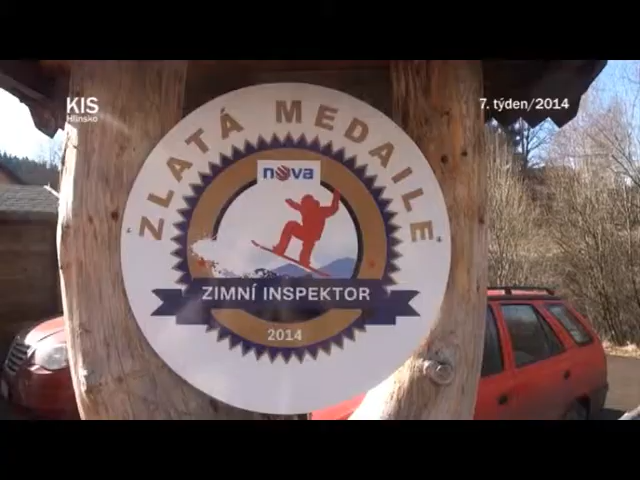 KIS
Hlinsko
7. týden/2014
ZLATÁ MEDAILE
nova
ZIMNÍ INSPEKTOR
2014